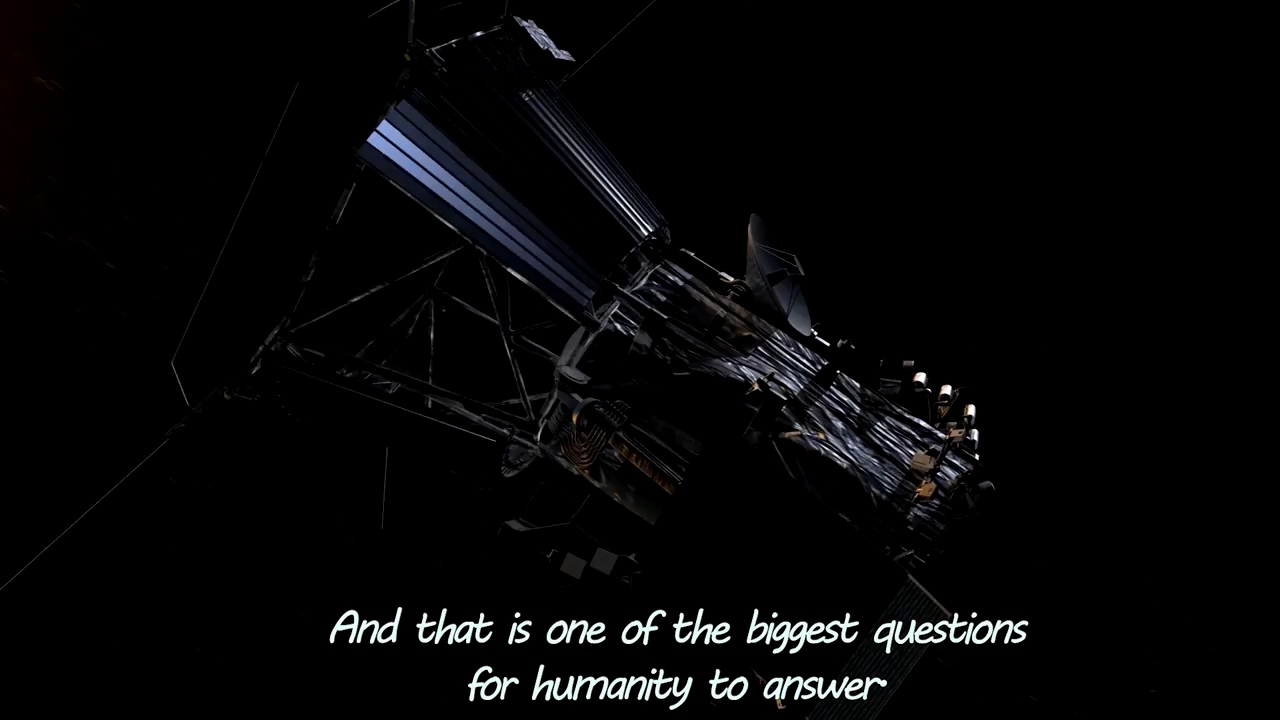 And that is one of the biggest questions
for humanity to answer